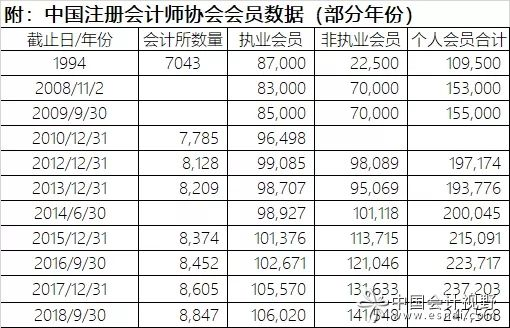 附：中国注册会计师协会会员数据（部分年份）
截止日/年份 会计所数量 执业会员 非执业会员 个人会员合计
1994 7043 87,000 22,500 109,500
2008/11/2 83,000 70,000 153,000
2009/9/30 85,000 70,000 155,000
2010/12/31 7,785 96,498
2012/12/31 8,128 99,085 98,089 197,174
2013/12/31 8,209 98,707 95,069 193,776
2014/6/30 98,927 101,118 200,045
2015/12/31 8,374 101,376 113,715 215,091
2016/9/30 8,452 102,671 121,046 223,717
2017/12/31 8,605 105,570 131,633 237,203
2018/9/30 8,847 106,020 141,548 247,568
中国会计视野